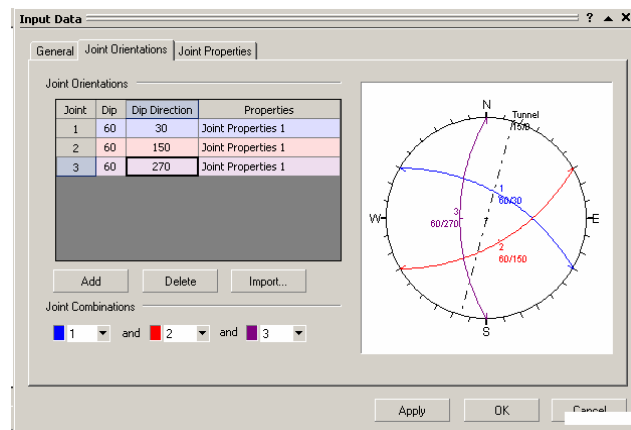 Input Data ? X
General Joint Orientations Joint Properties
Joint Orientations
Joint Dip Dip Direction Properties
1 60 30 Joint Properties 1
2 60 150 Joint Properties 1
3 60 270 Joint Properties 1
Add Delete Import...
Joint Combinations
1 and 2 and 3
N
Tunnel
/15/0
1
60/30
W
3
60/270
E
2
60/150
S
Apply OK Cancel